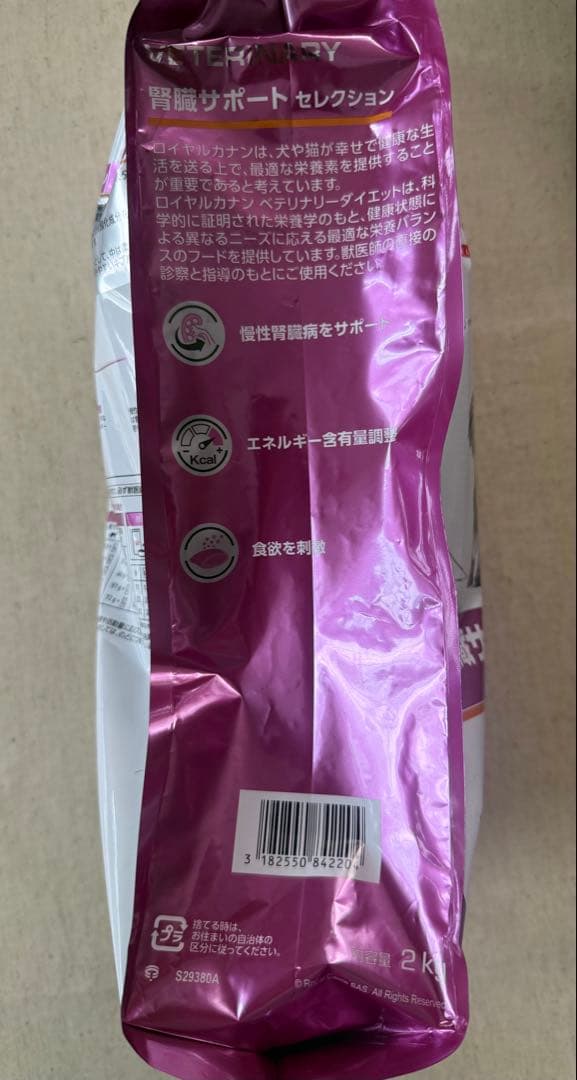 VETERINARY
腎臓サポート セレクション
ロイヤルカナンは、犬や猫が幸せで健康な生
活を送る上で、最適な栄養素を提供すること
が重要であると考えています。
ロイヤルカナン ベテリナリーダイエットは、科
学的に証明された栄養学のもと、健康状態に
よる異なるニーズに応える最適な栄養バラン
スのフードを提供しています。獣医師の直接の
診察と指導のもとにご使用ください。
慢性腎臓病をサポート
Kcal
エネルギー含有量調整
食欲を刺激
3 182550 842204
プラ
捨てる時は、
お住まいの自治体の
区分に従ってください。
内容量 2 kg
S29380A
© Royal Canin SAS. All Rights Reserved